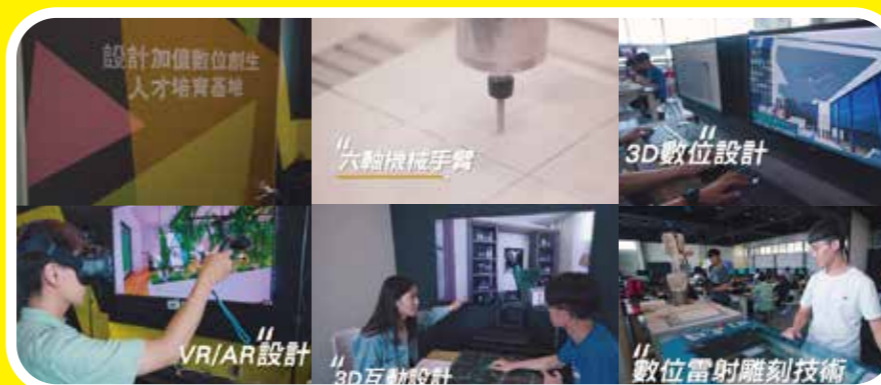 設計加值數位創生
人才培育基地
六軸機械手臂
3D數位設計
VR/AR設計
3D互動設計
數位雷射雕刻技術